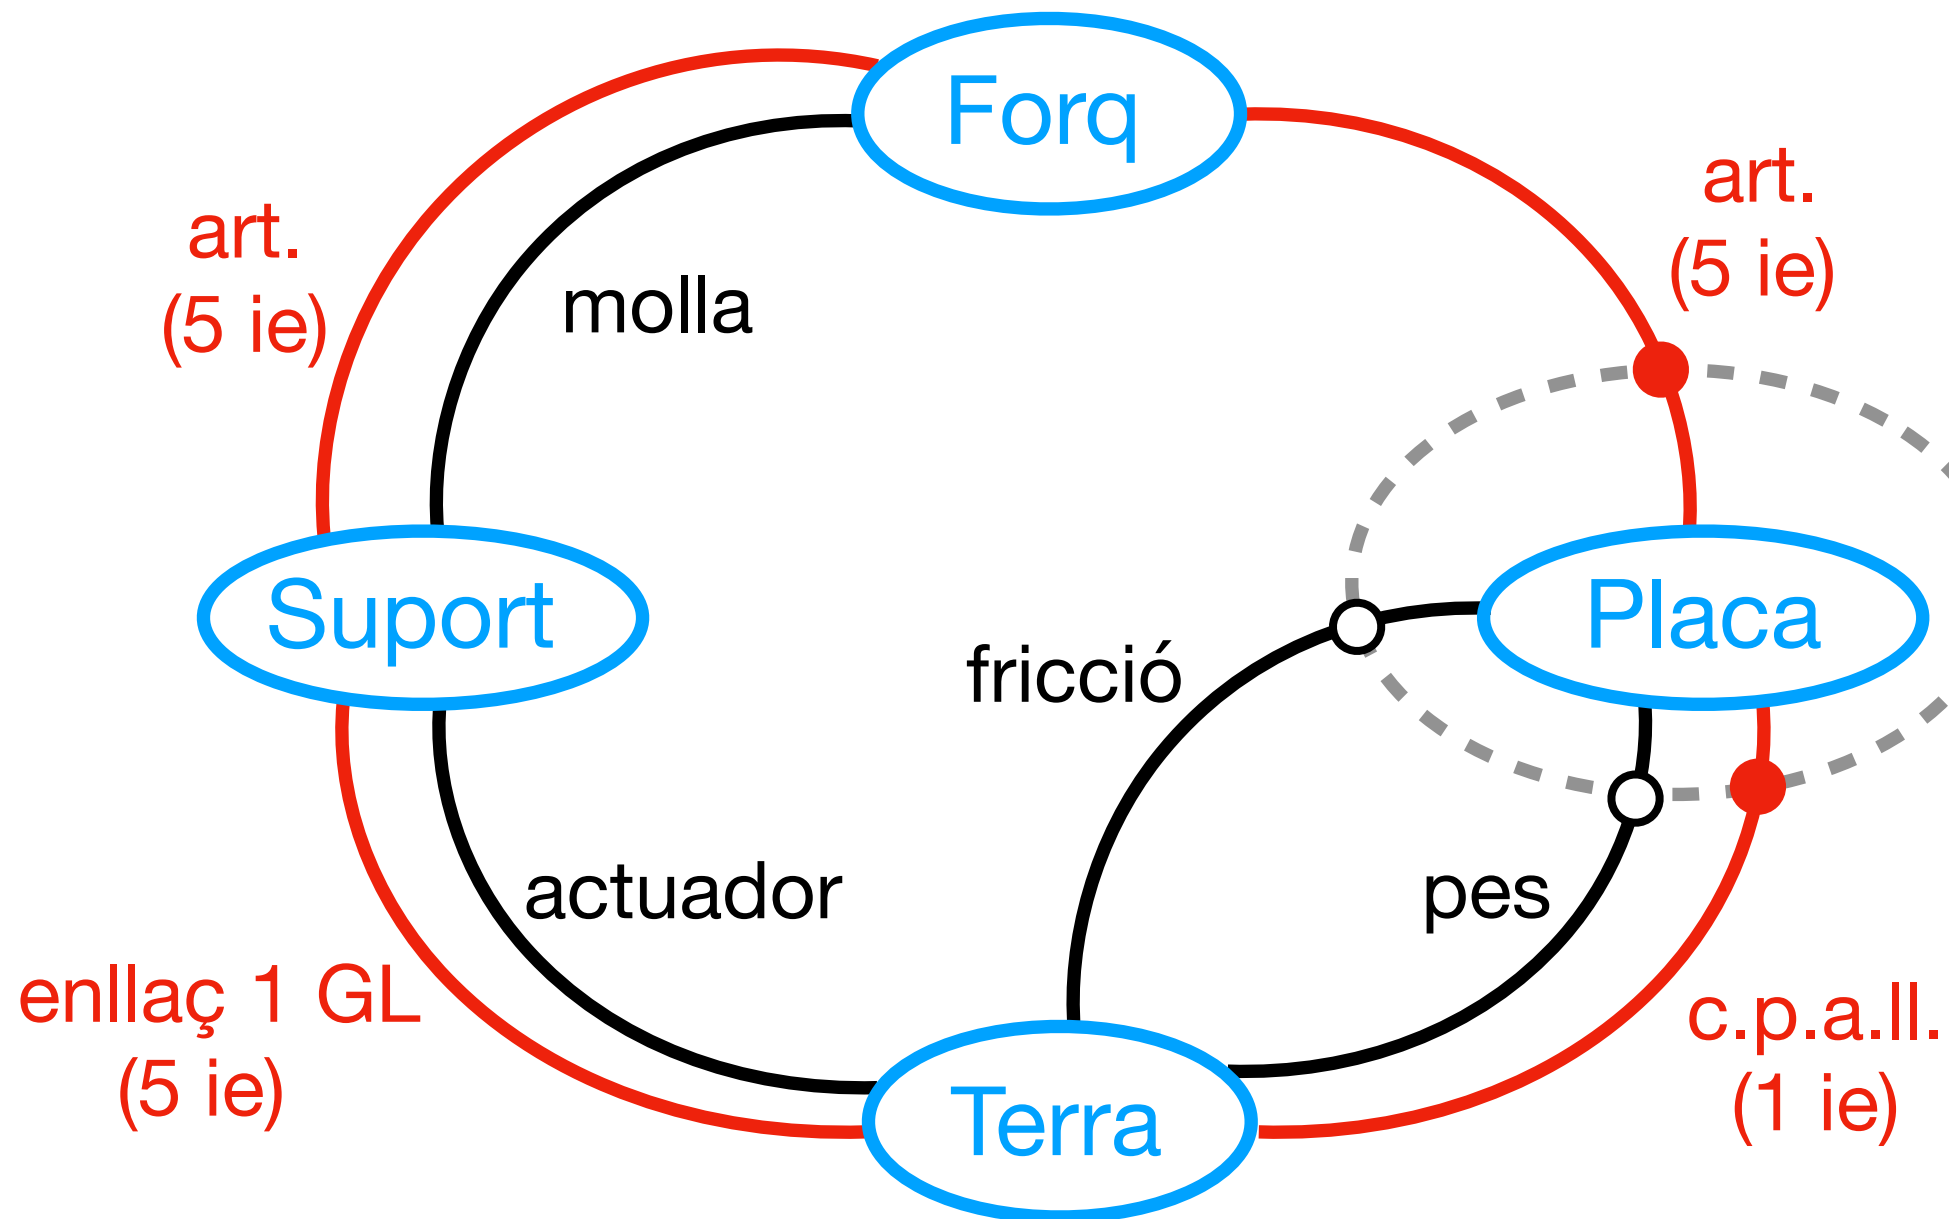 Forq
art.
(5 ie)
art.
(5 ie)
molla
Suport
Placa
fricció
actuador
pes
enllaç 1 GL
(5 ie)
c.p.a.ll.
(1 ie)
Terra